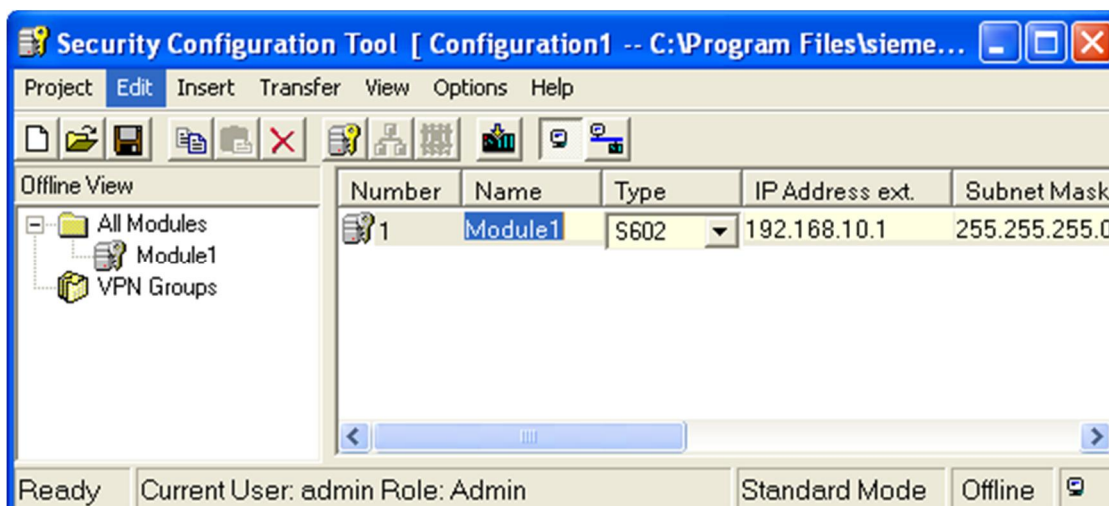 Security Configuration Tool [ Configuration1 -- C:\Program Files\sieme...
Project Edit Insert Transfer View Options Help
Offline View
Number Name Type IP Address ext. Subnet Mask
All Modules
1 Module1 S602 192.168.10.1 255.255.255.0
Module1
VPN Groups
Ready Current User: admin Role: Admin Standard Mode Offline